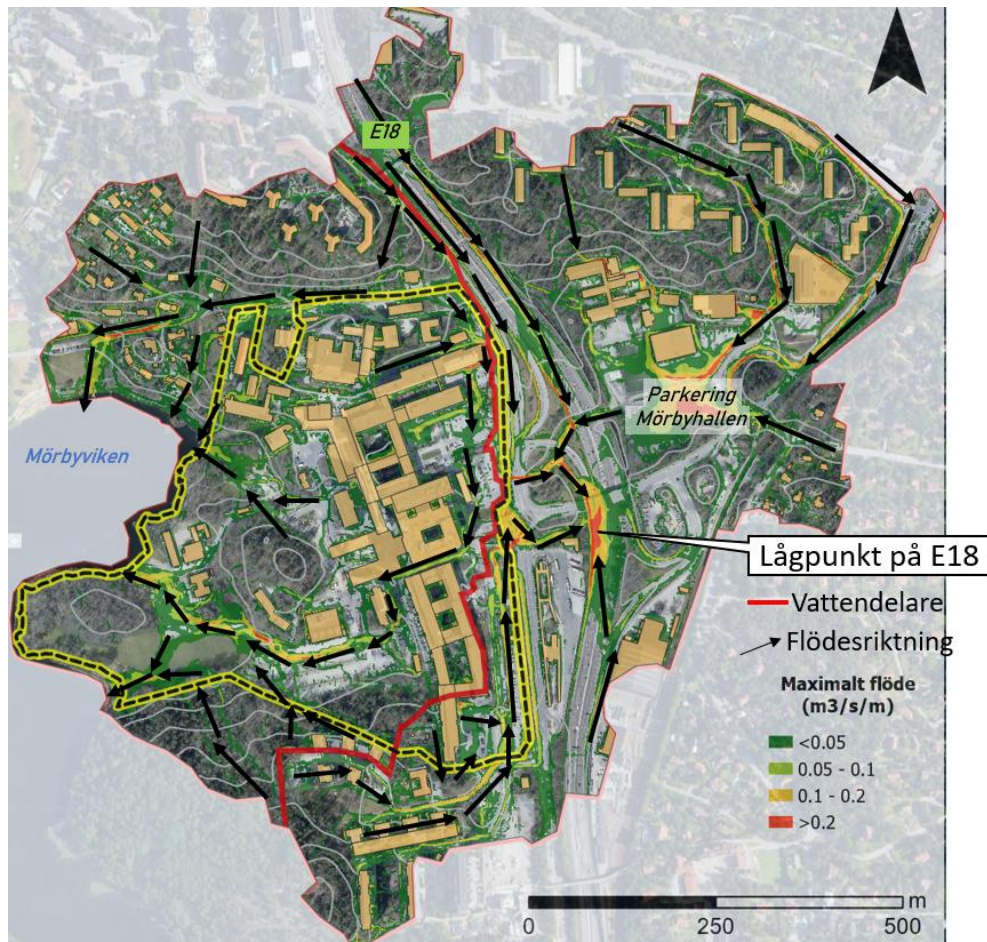 E18
Parkering
Mörbyhallen
Mörbyviken
Lågpunkt på E18
Vattendelare
Flödesriktning
Maximalt flöde
(m3/s/m)
<0.05
0.05 - 0.1
0.1 - 0.2
>0.2
m
0 250 500